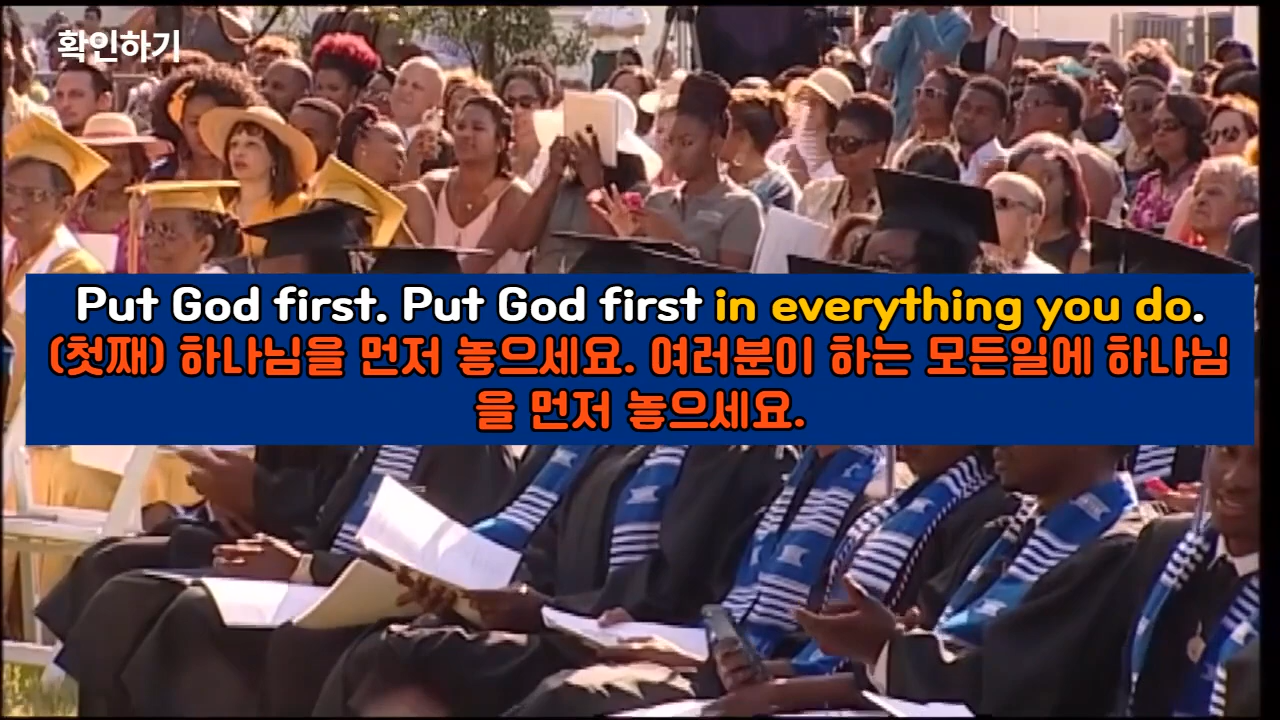 확인하기
Put God first. Put God first in everything you do.
(첫째) 하나님을 먼저 놓으세요. 여러분이 하는 모든일에 하나님
을 먼저 놓으세요.